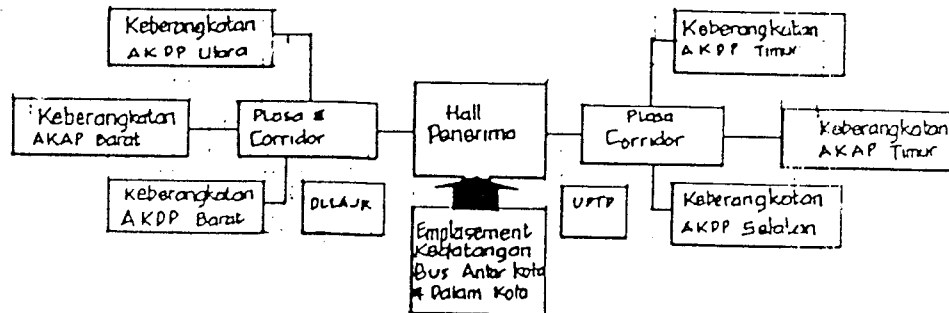 Keberangkatan
AKDP Utara
Keberangkatan
AKAP Barat
Keberangkatan
AKDP Barat
Plasa &
Corridor
DLLAJR
Hall
Penerima
Emplasement
Kedatangan
Bus Antar kota
& Dalam Kota
UPTD
Plasa
Corridor
Keberangkatan
AKDP Timur
Keberangkatan
AKAP Timur
Keberangkatan
AKDP Selatan